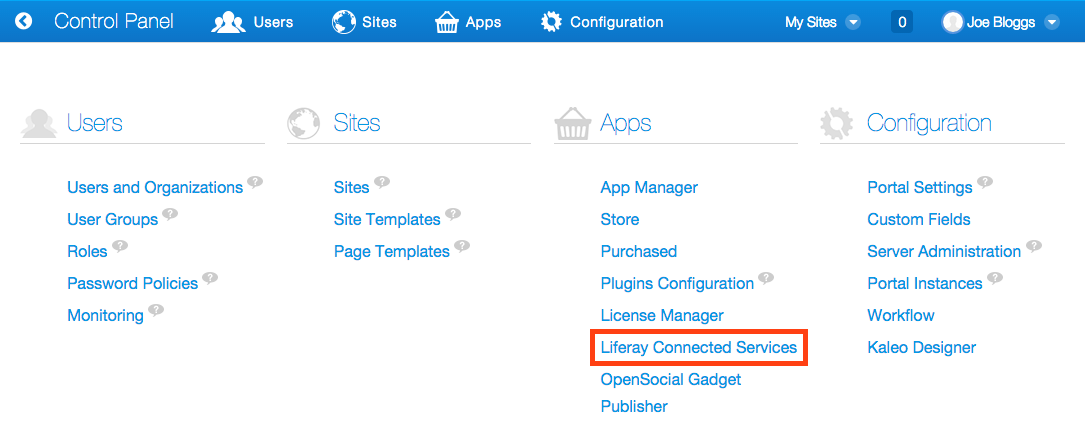 Control Panel Users Sites Apps Configuration My Sites 0 Joe Bloggs
Users
Users and Organizations ?
User Groups ?
Roles ?
Password Policies ?
Monitoring ?
Sites
Sites ?
Site Templates ?
Page Templates ?
Apps
App Manager
Store
Purchased
Plugins Configuration ?
License Manager
Liferay Connected Services
OpenSocial Gadget
Publisher
Configuration
Portal Settings ?
Custom Fields
Server Administration ?
Portal Instances ?
Workflow
Kaleo Designer